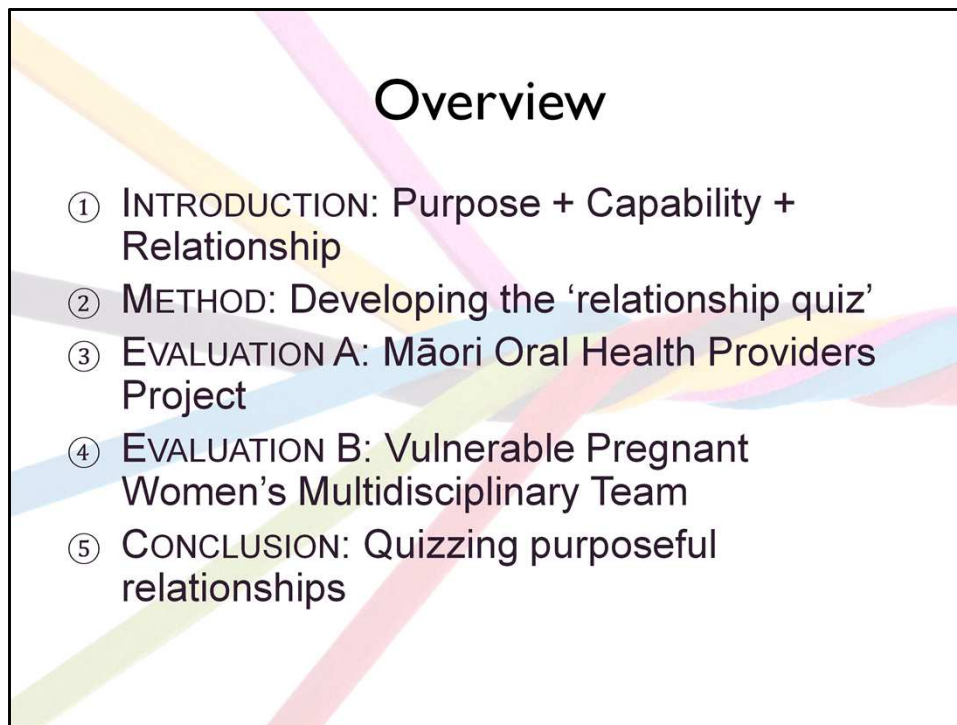 Overview
① INTRODUCTION: Purpose + Capability +
Relationship
② METHOD: Developing the ‘relationship quiz’
③ EVALUATION A: Māori Oral Health Providers
Project
④ EVALUATION B: Vulnerable Pregnant
Women’s Multidisciplinary Team
⑤ CONCLUSION: Quizzing purposeful
relationships